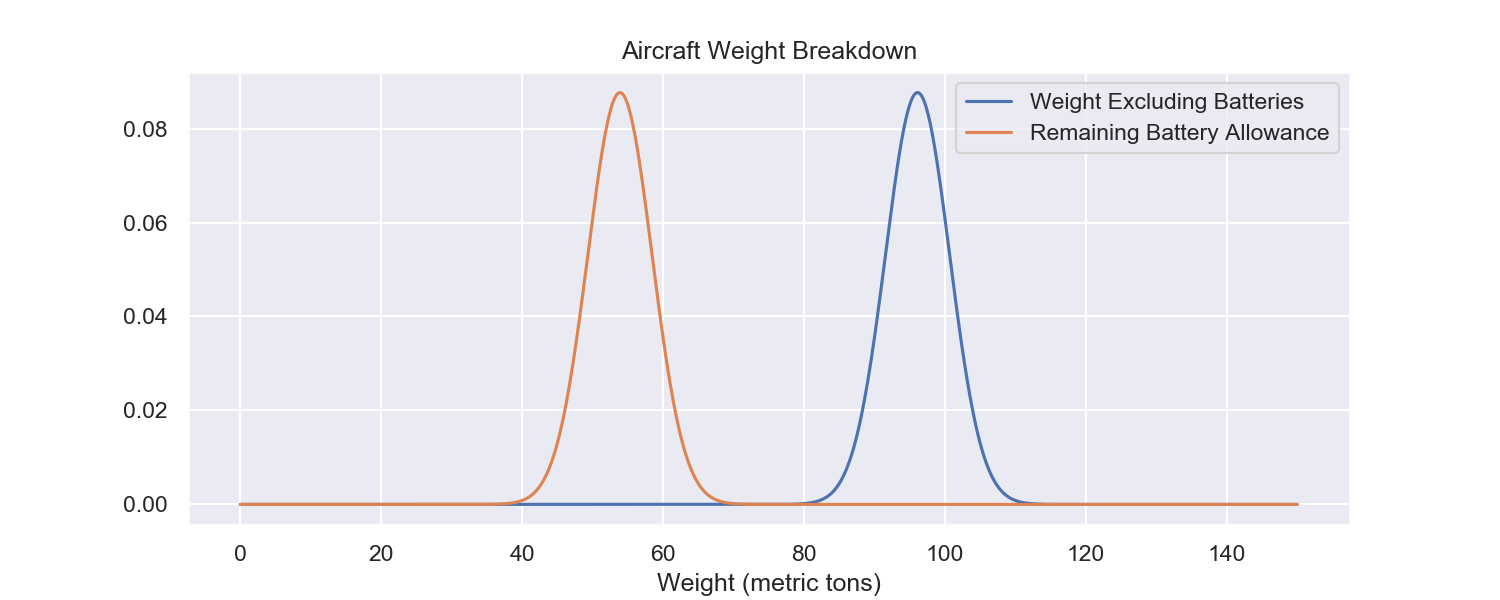 Aircraft Weight Breakdown
Weight Excluding Batteries
Remaining Battery Allowance
0.08
0.06
0.04
0.02
0.00
0 20 40 60 80 100 120 140
Weight (metric tons)